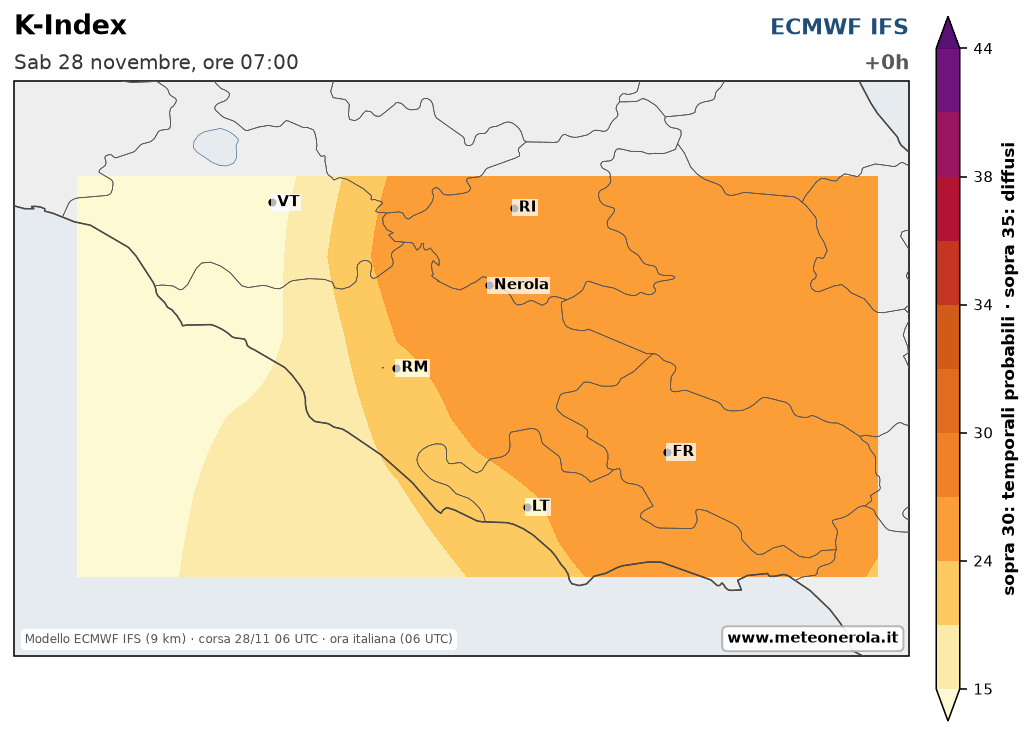 K-Index
ECMWF IFS
Sab 28 novembre, ore 07:00
+0h
VT
RI
Nerola
RM
FR
LT
Modello ECMWF IFS (9 km) · corsa 28/11 06 UTC · ora italiana (06 UTC)
www.meteonerola.it
44
38
34
30
24
15
sopra 30: temporali probabili · sopra 35: diffusi